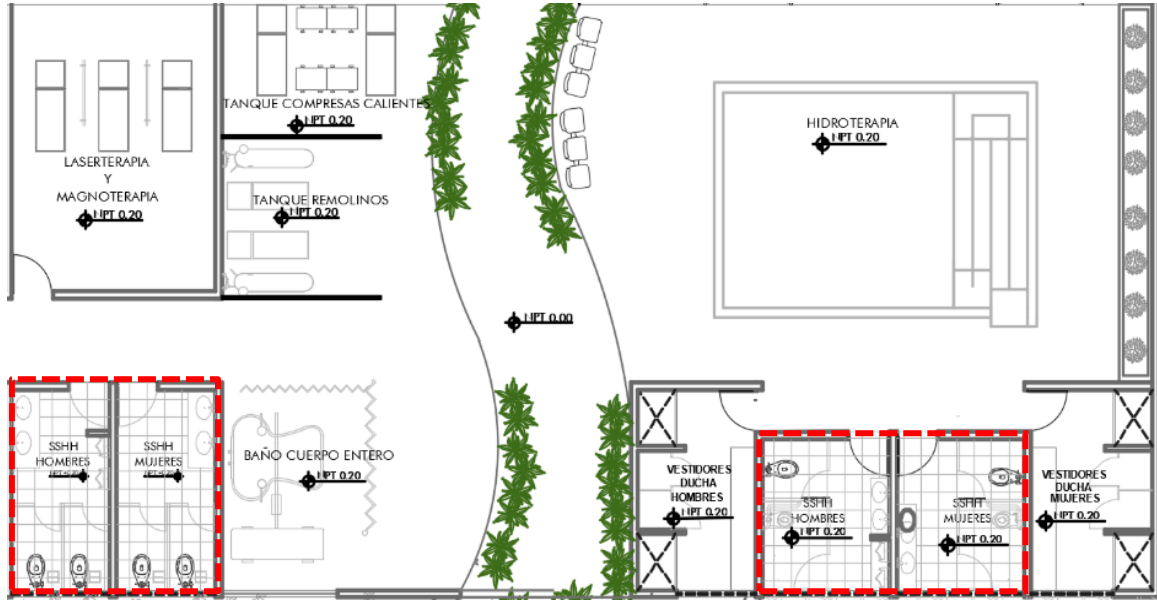 TANQUE COMPRESAS CALIENTES
NPT 0.20
HIDROTERAPIA
NPT 0.20
LASERTERAPIA
Y
MAGNOTERAPIA
NPT 0.20
TANQUE REMOLINOS
NPT 0.20
NPT 0.00
SSHH
HOMBRES
SSHH
MUJERES
BAÑO CUERPO ENTERO
NPT 0.20
VESTIDORES
DUCHA
HOMBRES
NPT 0.20
SSHH
HOMBRES
NPT 0.20
SSHH
MUJERES
NPT 0.20
VESTIDORES
DUCHA
MUJERES
NPT 0.20